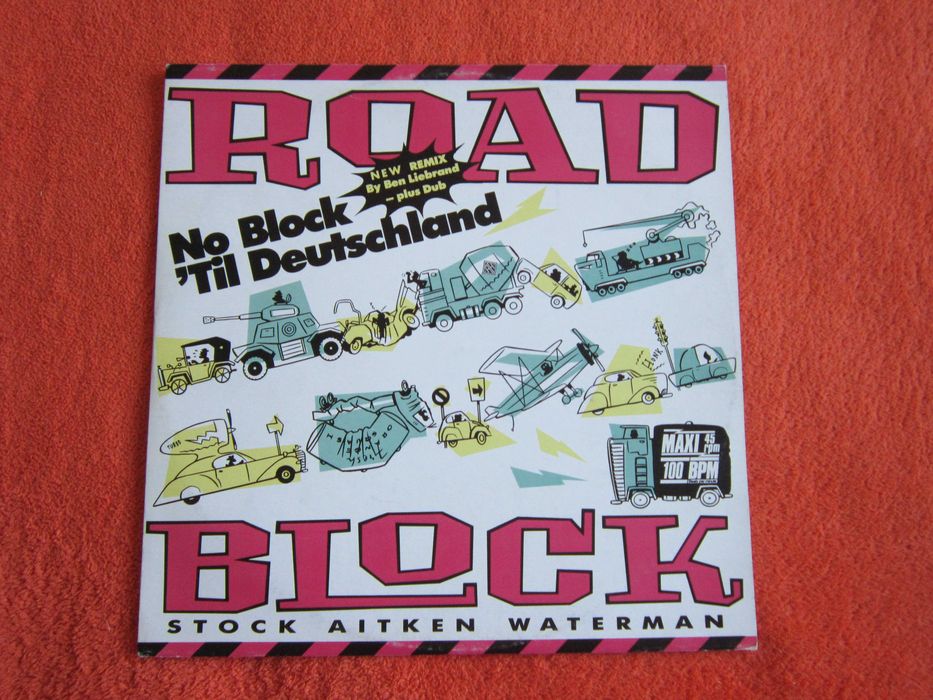 ROAD
NEW REMIX
By Ben Liebrand
– plus Dub
No Block
'Til Deutschland
TURBO
MAXI 45 rpm
100 BPM
BLOCK
STOCK AITKEN WATERMAN